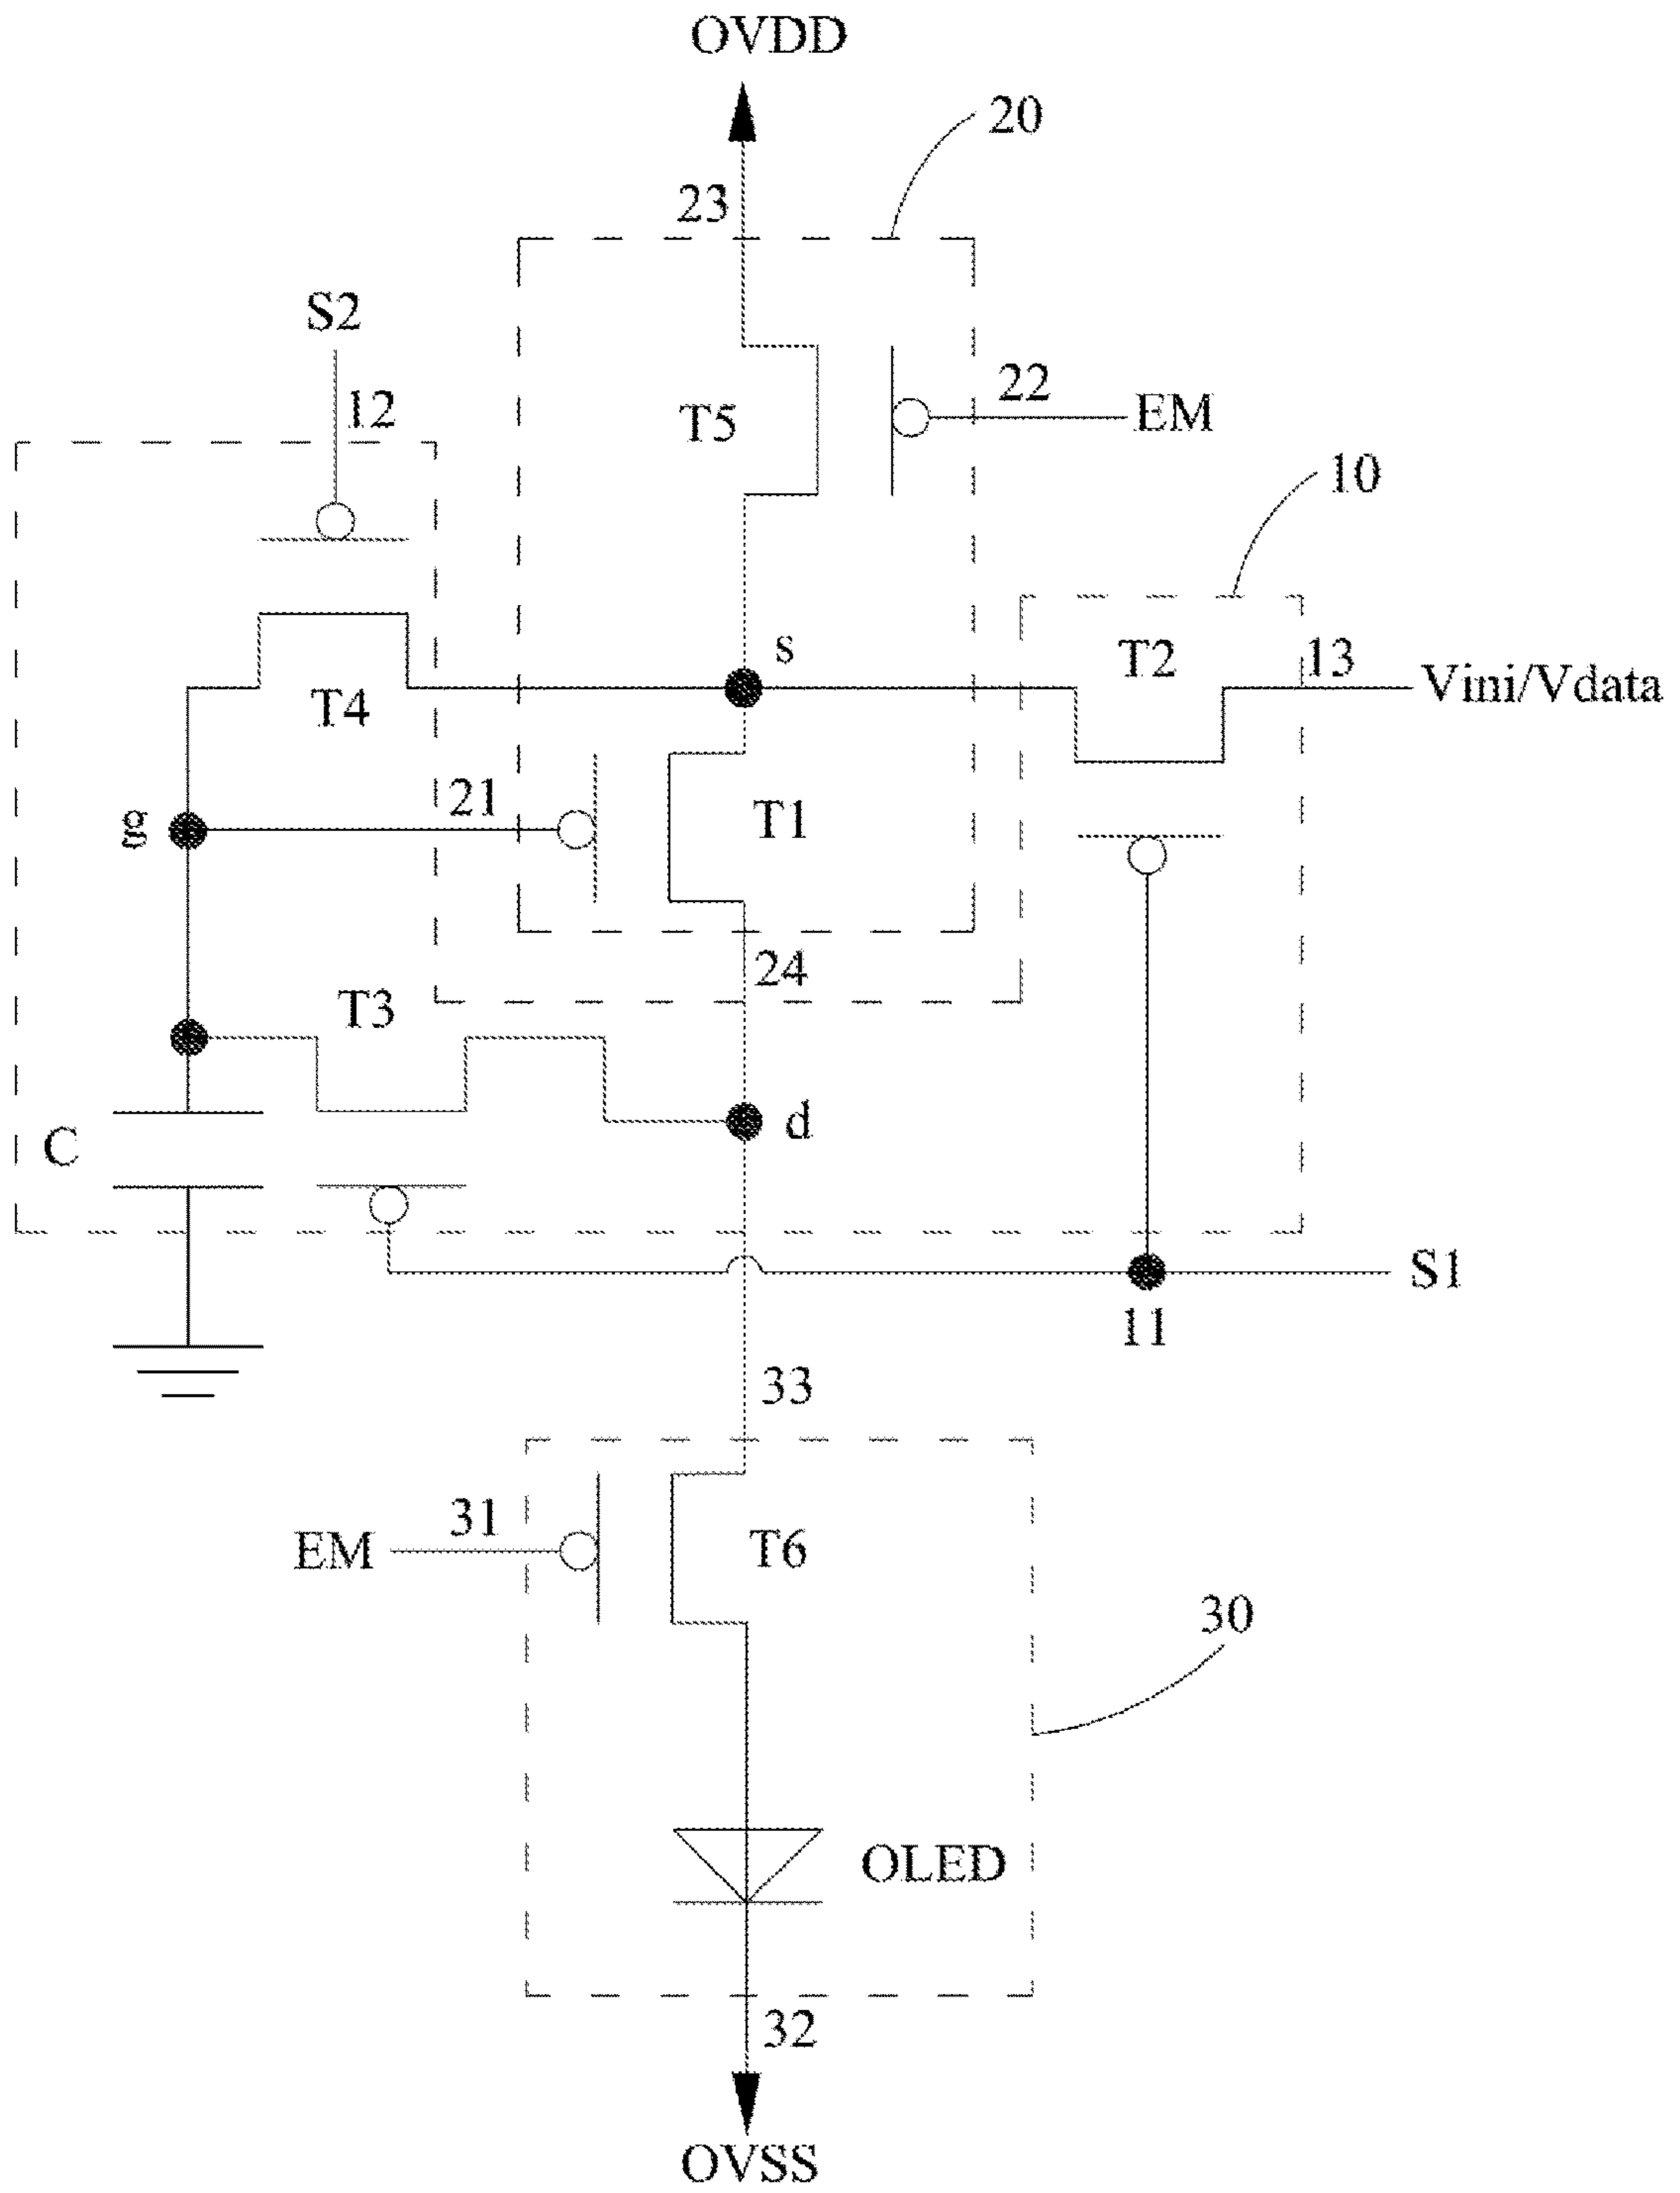 OVDD
20
23
S2
12
T5
22
EM
10
s
T2
13
Vini/Vdata
T4
g
21
T1
24
T3
d
C
S1
11
33
31
EM
T6
30
OLED
32
OVSS